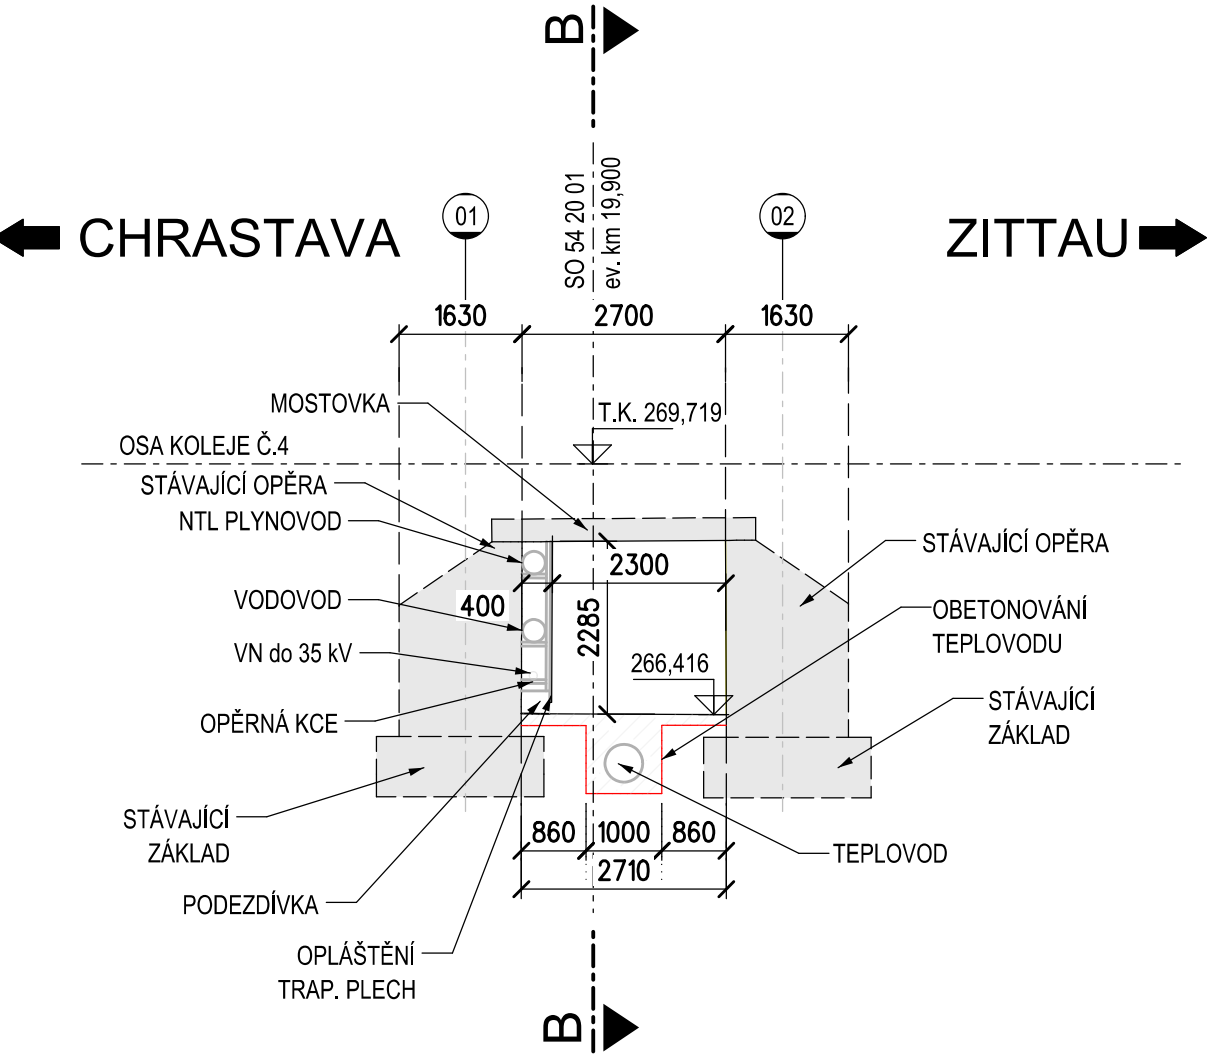 B
SO 54 20 01
ev. km 19,900
01
02
CHRASTAVA
ZITTAU
1630
2700
1630
MOSTOVKA
T.K. 269,719
OSA KOLEJE Č.4
STÁVAJÍCÍ OPĚRA
NTL PLYNOVOD
STÁVAJÍCÍ OPĚRA
2300
400
VODOVOD
2285
OBETONOVÁNÍ
TEPLOVODU
VN do 35 kV
266,416
OPĚRNÁ KCE
STÁVAJÍCÍ
ZÁKLAD
STÁVAJÍCÍ
ZÁKLAD
860
1000
860
TEPLOVOD
2710
PODEZDÍVKA
OPLÁŠTĚNÍ
TRAP. PLECH
B